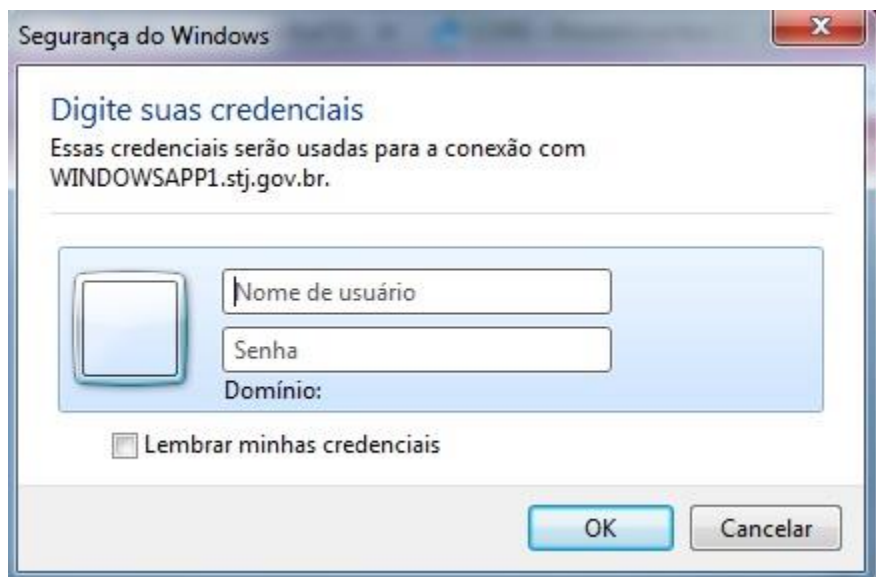 Segurança do Windows
Digite suas credenciais
Essas credenciais serão usadas para a conexão com
WINDOWSAPP1.stj.gov.br.
Nome de usuário
Senha
Domínio:
Lembrar minhas credenciais
OK
Cancelar